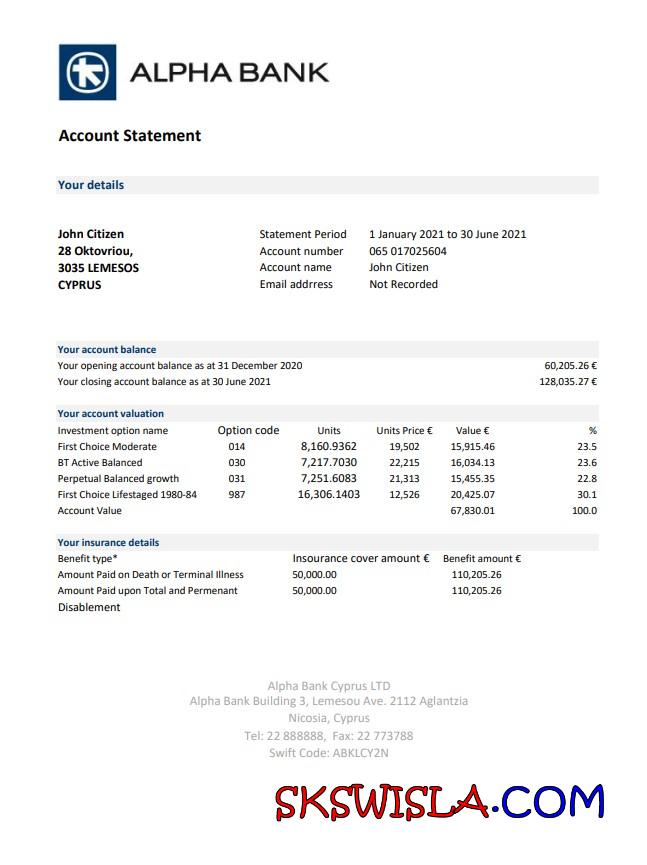 ALPHA BANK
Account Statement
Your details
John Citizen Statement Period 1 January 2021 to 30 June 2021
28 Oktovriou, Account number 065 017025604
3035 LEMESOS Account name John Citizen
CYPRUS Email addrress Not Recorded
Your account balance
Your opening account balance as at 31 December 2020 60,205.26 €
Your closing account balance as at 30 June 2021 128,035.27 €
Your account valuation
Investment option name Option code Units Units Price € Value € %
First Choice Moderate 014 8,160.9362 19,502 15,915.46 23.5
BT Active Balanced 030 7,217.7030 22,215 16,034.13 23.6
Perpetual Balanced growth 031 7,251.6083 21,313 15,455.35 22.8
First Choice Lifestaged 1980-84 987 16,306.1403 12,526 20,425.07 30.1
Account Value 67,830.01 100.0
Your insurance details
Benefit type* Insourance cover amount € Benefit amount €
Amount Paid on Death or Terminal Illness 50,000.00 110,205.26
Amount Paid upon Total and Permenant 50,000.00 110,205.26
Disablement
Alpha Bank Cyprus LTD
Alpha Bank Building 3, Lemesou Ave. 2112 Aglantzia
Nicosia, Cyprus
Tel: 22 888888, Fax: 22 773788
Swift Code: ABKLCY2N
SKSWISLA.COM